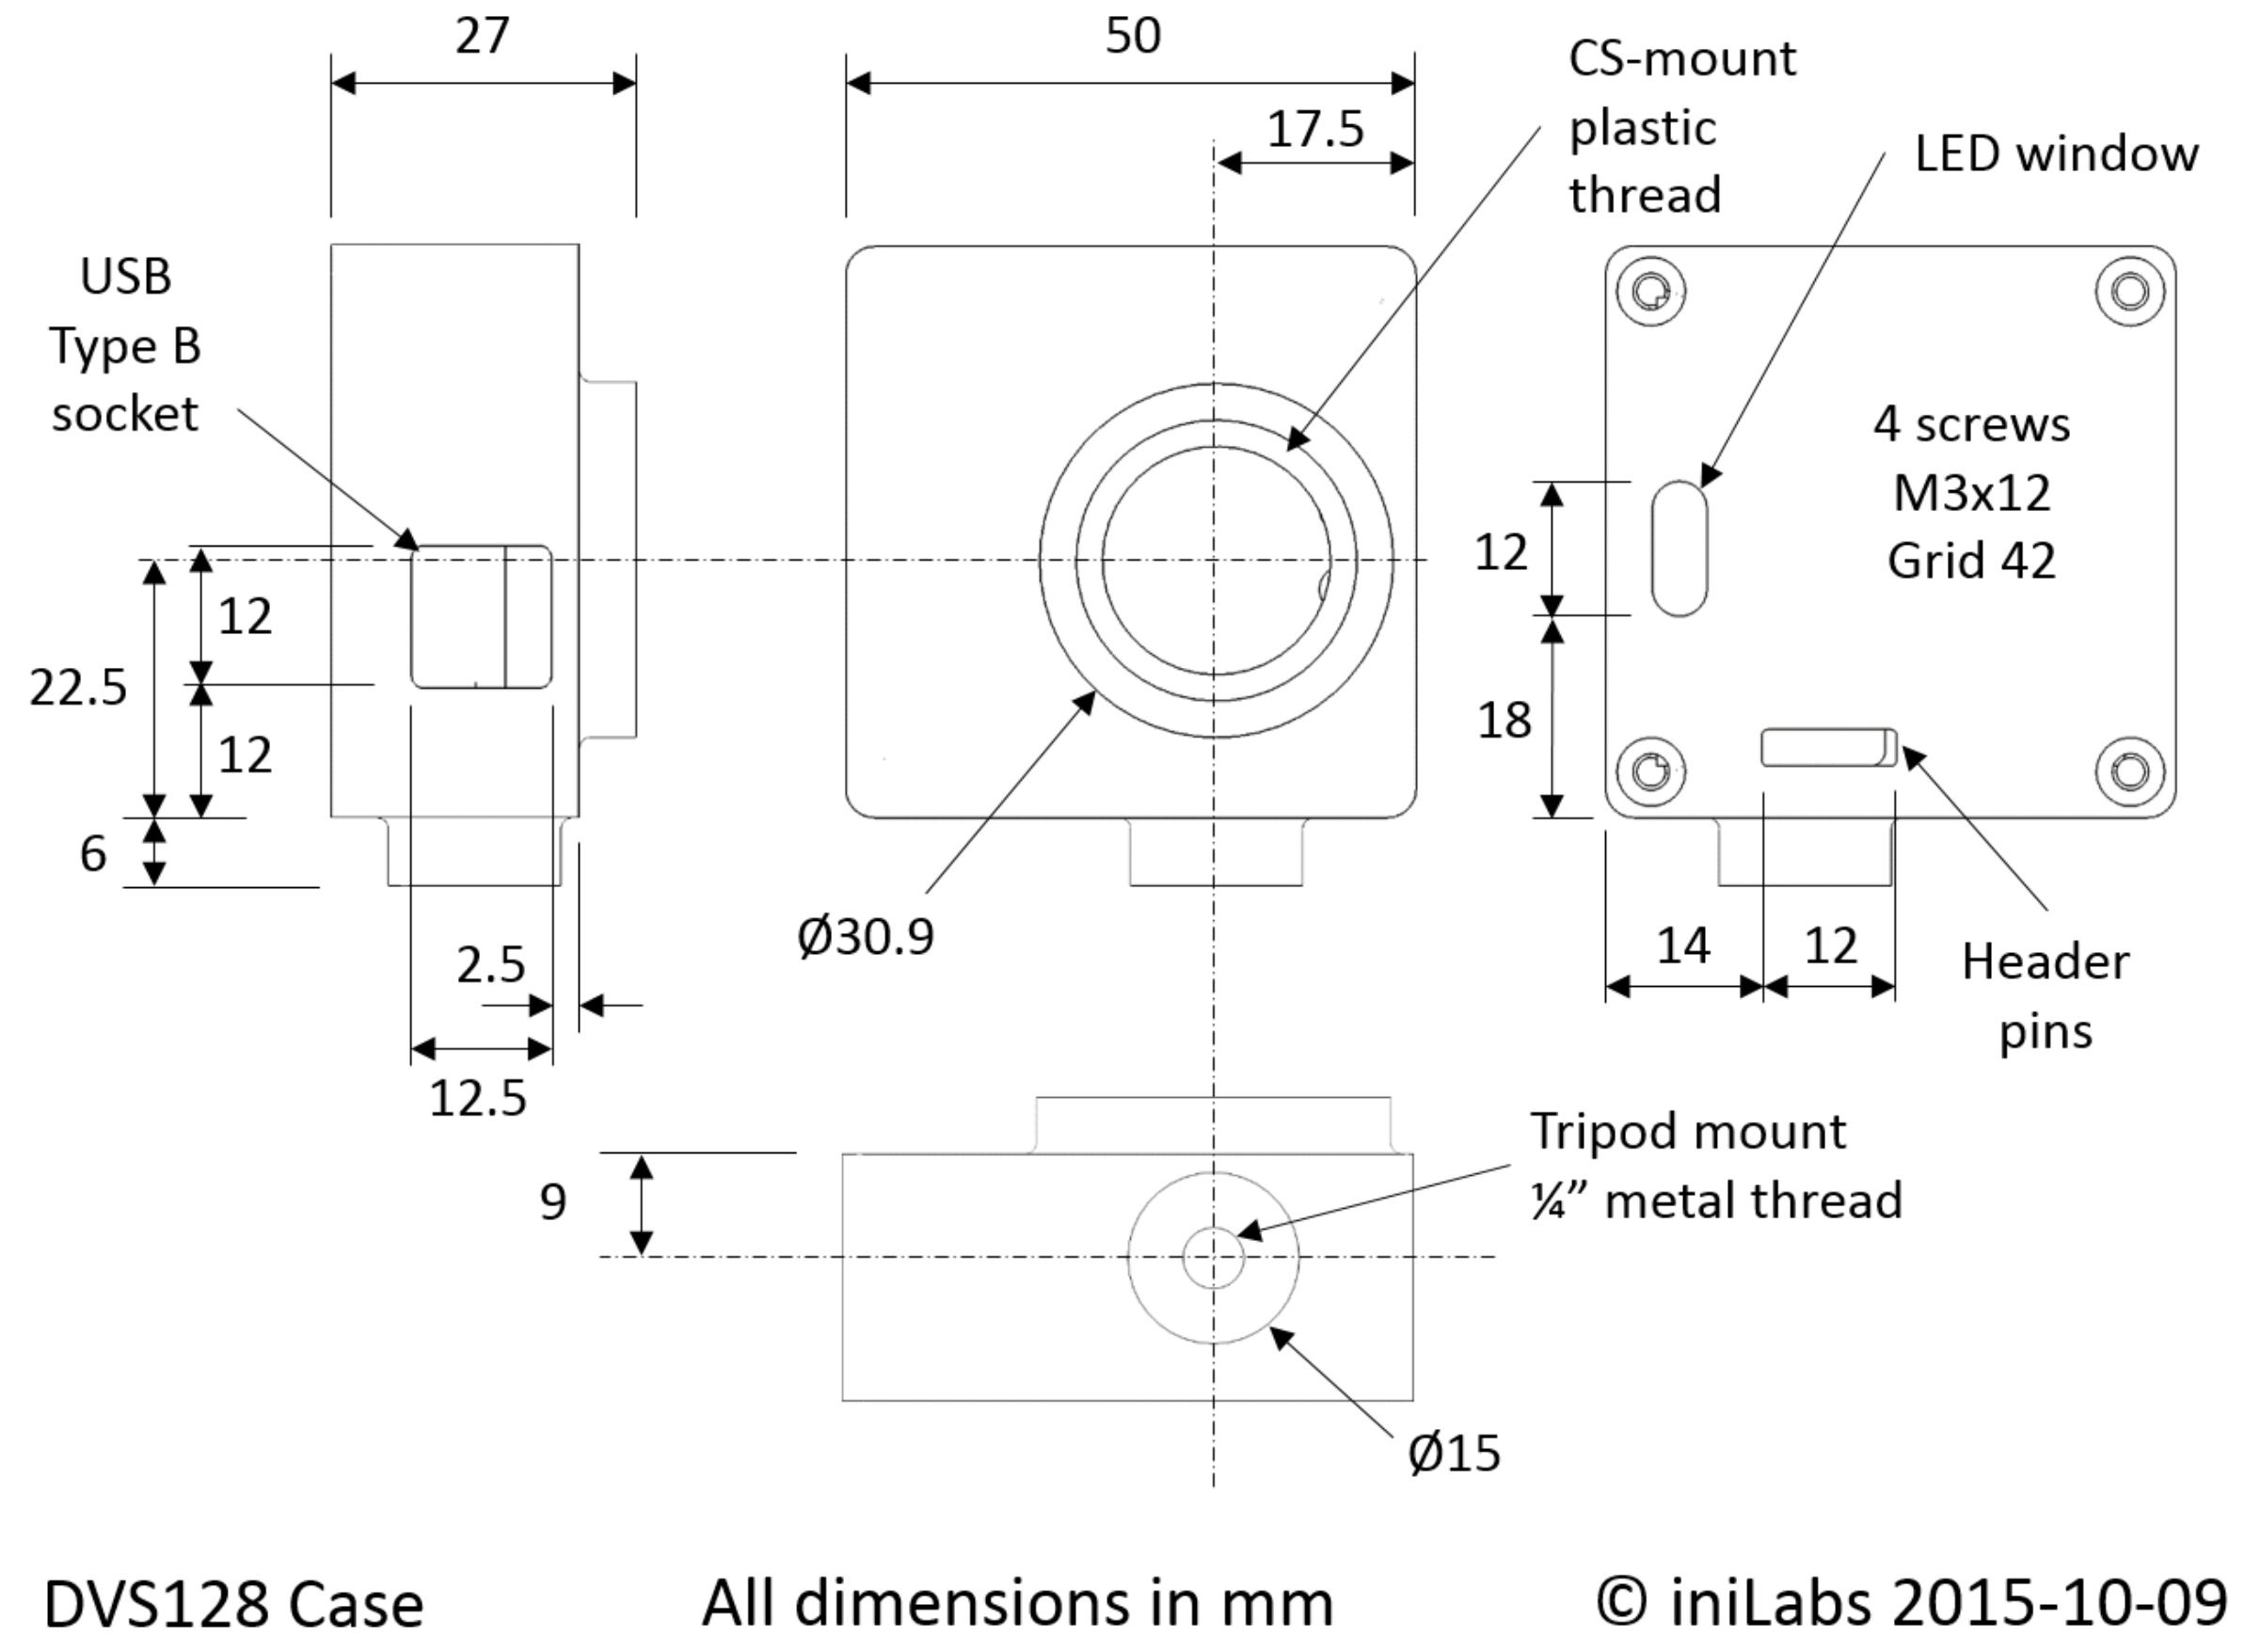 27
50
17.5
CS-mount
plastic
thread
LED window
USB
Type B
socket
4 screws
M3x12
Grid 42
12
22.5
12
12
18
6
Ø30.9
2.5
12.5
14
12
Header
pins
9
Tripod mount
¼” metal thread
Ø15
DVS128 Case
All dimensions in mm
© iniLabs 2015-10-09